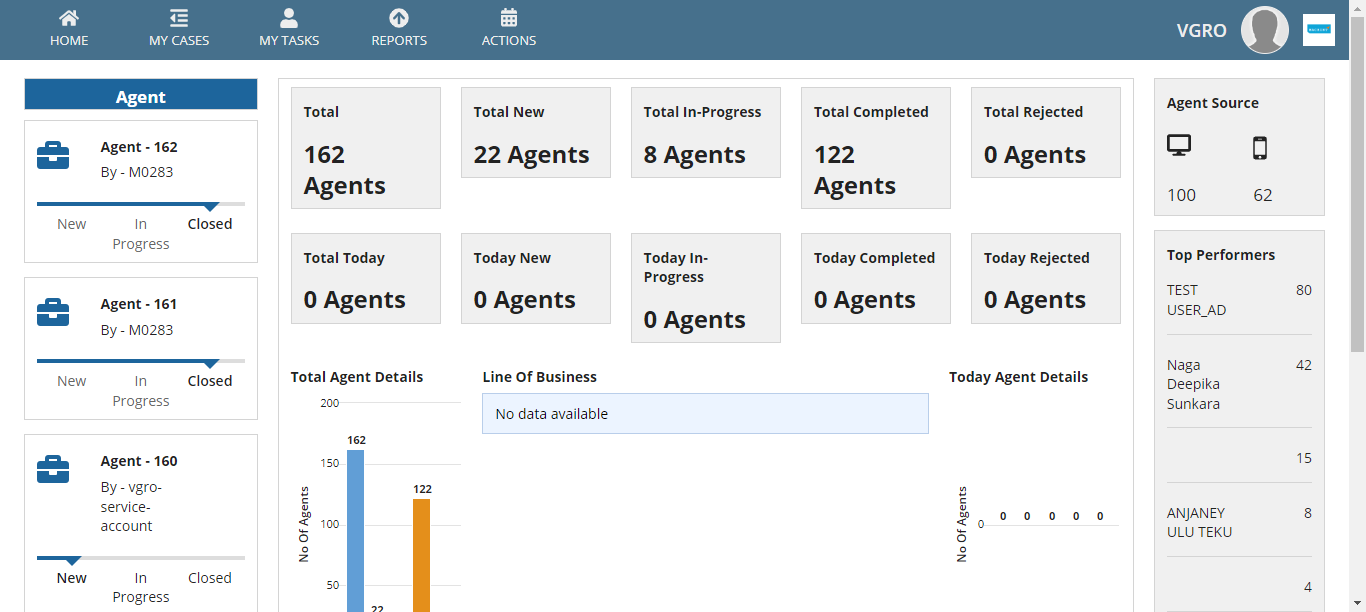 HOME
MY CASES
MY TASKS
REPORTS
ACTIONS
VGRO
Agent
Agent - 162
By - M0283
New
In
Progress
Closed
Agent - 161
By - M0283
New
In
Progress
Closed
Agent - 160
By - vgro-
service-
account
New
In
Progress
Closed
Total
162
Agents
Total New
22 Agents
Total In-Progress
8 Agents
Total Completed
122
Agents
Total Rejected
0 Agents
Total Today
0 Agents
Today New
0 Agents
Today In-
Progress
0 Agents
Today Completed
0 Agents
Today Rejected
0 Agents
Total Agent Details
200
150
100
50
No Of Agents
162
22
122
Line Of Business
No data available
Today Agent Details
No Of Agents
0
0 0 0 0 0
Agent Source
100
62
Top Performers
TEST
USER_AD
80
Naga
Deepika
Sunkara
42
15
ANJANEY
ULU TEKU
8
4